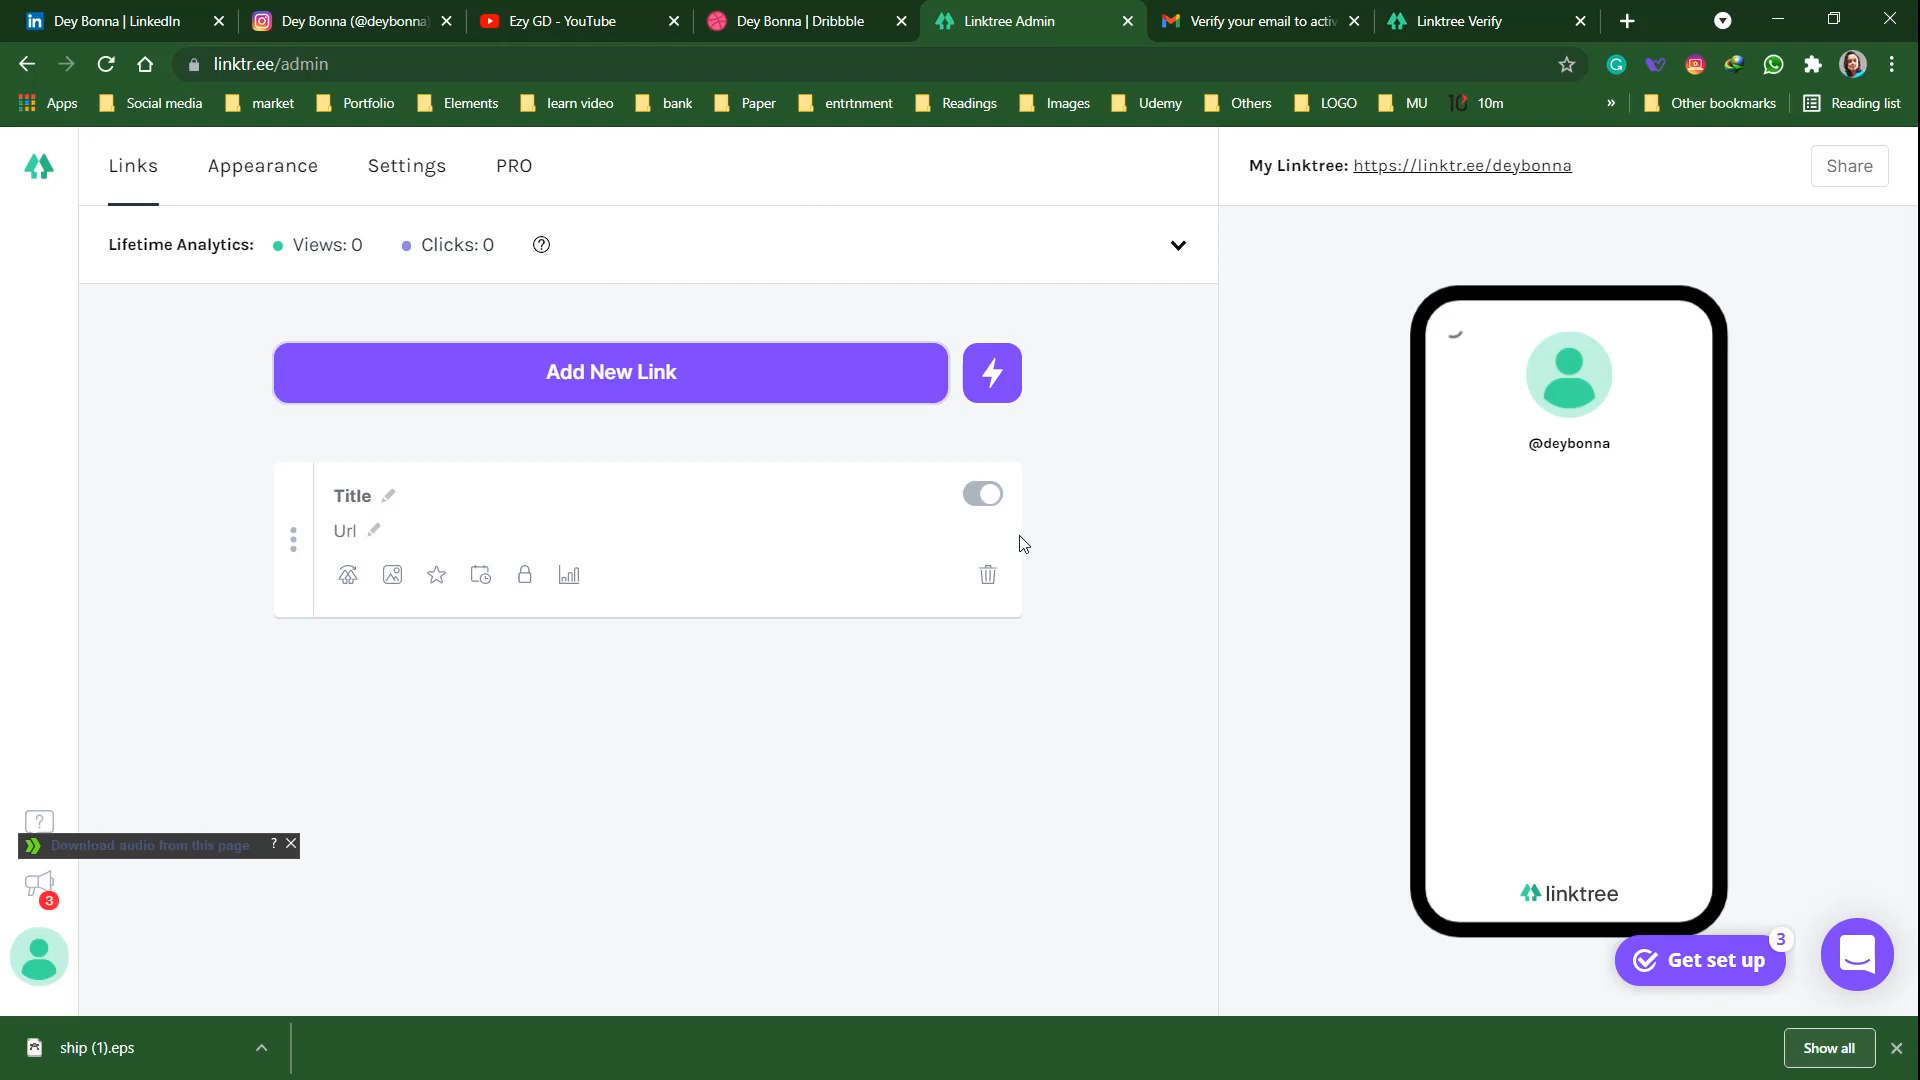 Dey Bonna | LinkedIn
Dey Bonna (@deybonna
Ezy GD - YouTube
Dey Bonna | Dribbble
Linktree Admin
Verify your email to activ
Linktree Verify
linktr.ee/admin
Apps
Social media
market
Portfolio
Elements
learn video
bank
Paper
entrtnment
Readings
Images
Udemy
Others
LOGO
MU
10m
»
Other bookmarks
Reading list
Links
Appearance
Settings
PRO
My Linktree: https://linktr.ee/deybonna
Share
Lifetime Analytics: Views: 0 Clicks: 0 ?
Add New Link
Title
Url
@deybonna
linktree
?
Download audio from this page ?
3
Get set up 3
ship (1).eps
Show all